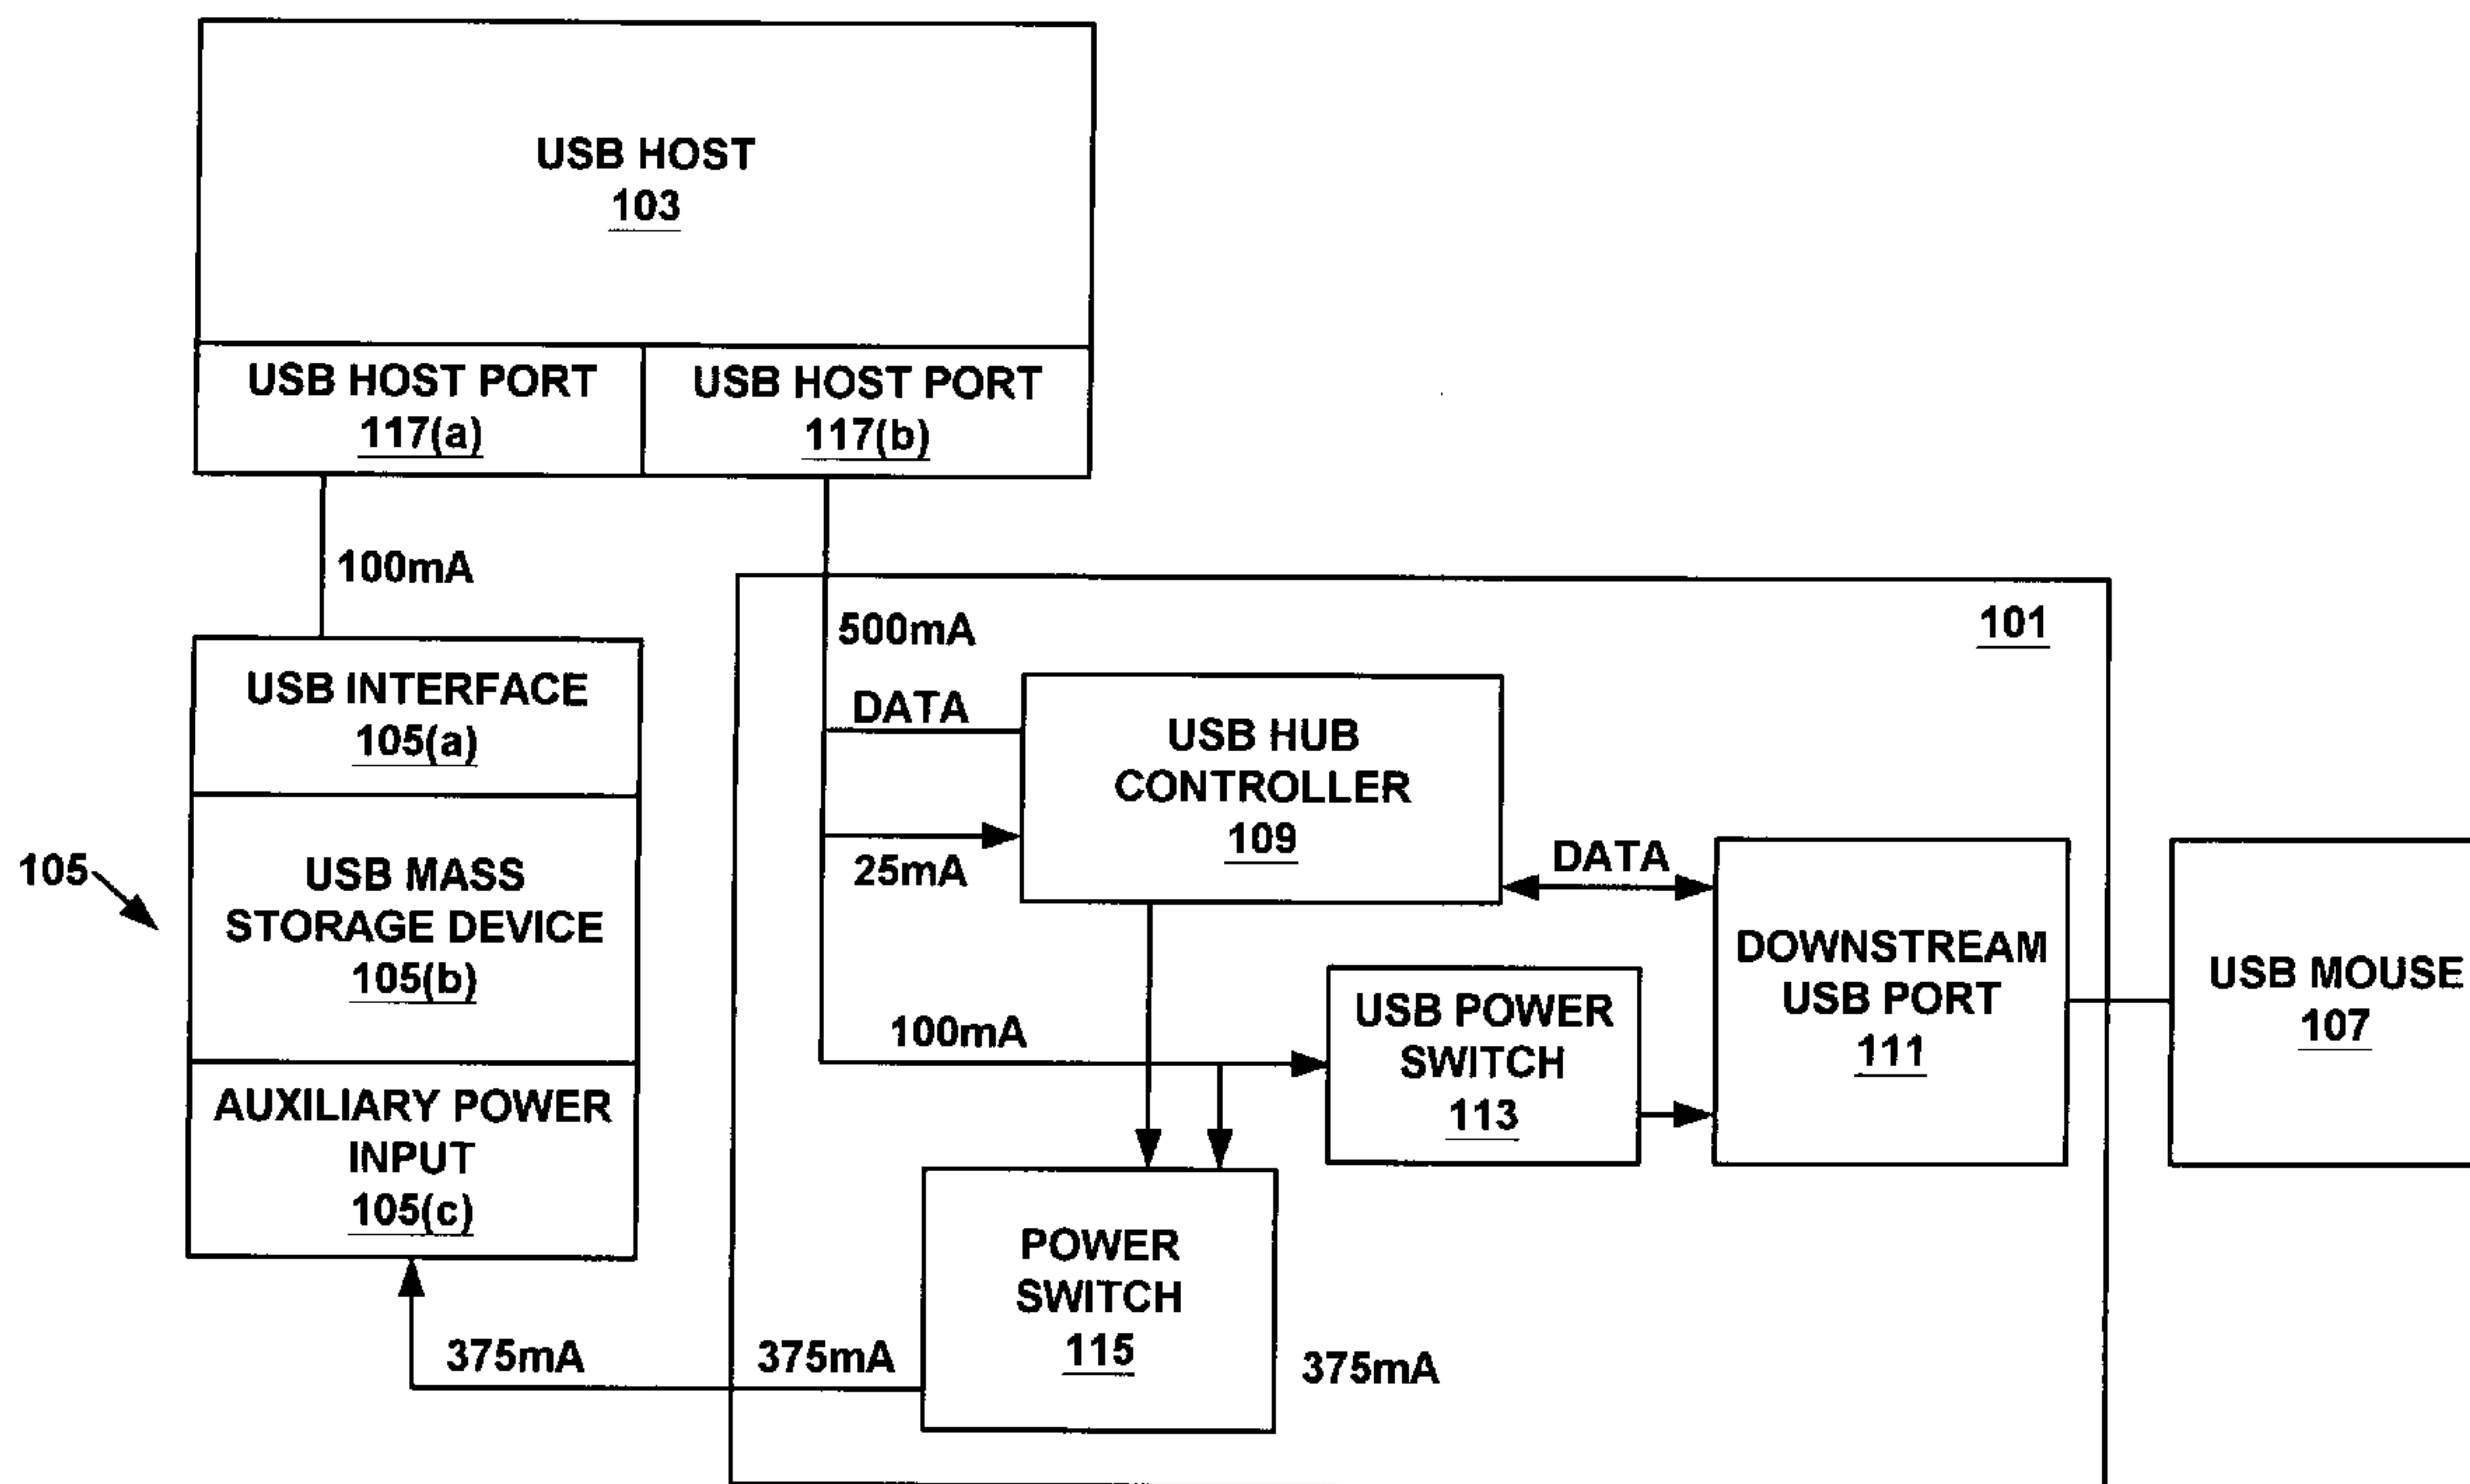 USB HOST
103
USB HOST PORT
117(a)
USB HOST PORT
117(b)
100mA
500mA
101
USB INTERFACE
105(a)
DATA
USB HUB
CONTROLLER
109
25mA
DATA
105
USB MASS
STORAGE DEVICE
105(b)
DOWNSTREAM
USB PORT
111
USB MOUSE
107
100mA
USB POWER
SWITCH
113
AUXILIARY POWER
INPUT
105(c)
POWER
SWITCH
115
375mA
375mA
375mA